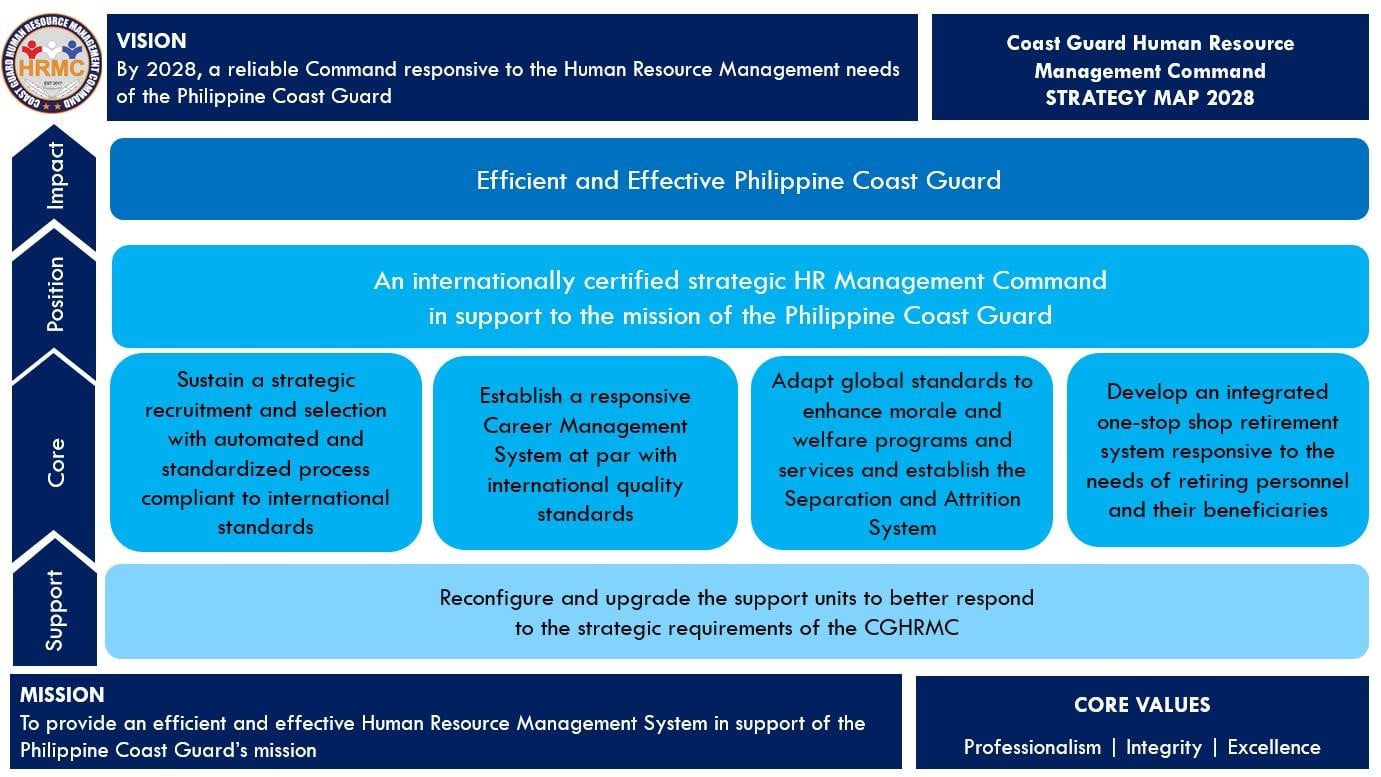 COAST GUARD HUMAN RESOURCE MANAGEMENT COMMAND
HRMC
EST 2017
VISION
By 2028, a reliable Command responsive to the Human Resource Management needs
of the Philippine Coast Guard
Coast Guard Human Resource
Management Command
STRATEGY MAP 2028
Impact
Efficient and Effective Philippine Coast Guard
Position
An internationally certified strategic HR Management Command
in support to the mission of the Philippine Coast Guard
Core
Sustain a strategic
recruitment and selection
with automated and
standardized process
compliant to international
standards
Establish a responsive
Career Management
System at par with
international quality
standards
Adapt global standards to
enhance morale and
welfare programs and
services and establish the
Separation and Attrition
System
Develop an integrated
one-stop shop retirement
system responsive to the
needs of retiring personnel
and their beneficiaries
Support
Reconfigure and upgrade the support units to better respond
to the strategic requirements of the CGHRMC
MISSION
To provide an efficient and effective Human Resource Management System in support of the
Philippine Coast Guard’s mission
CORE VALUES
Professionalism | Integrity | Excellence